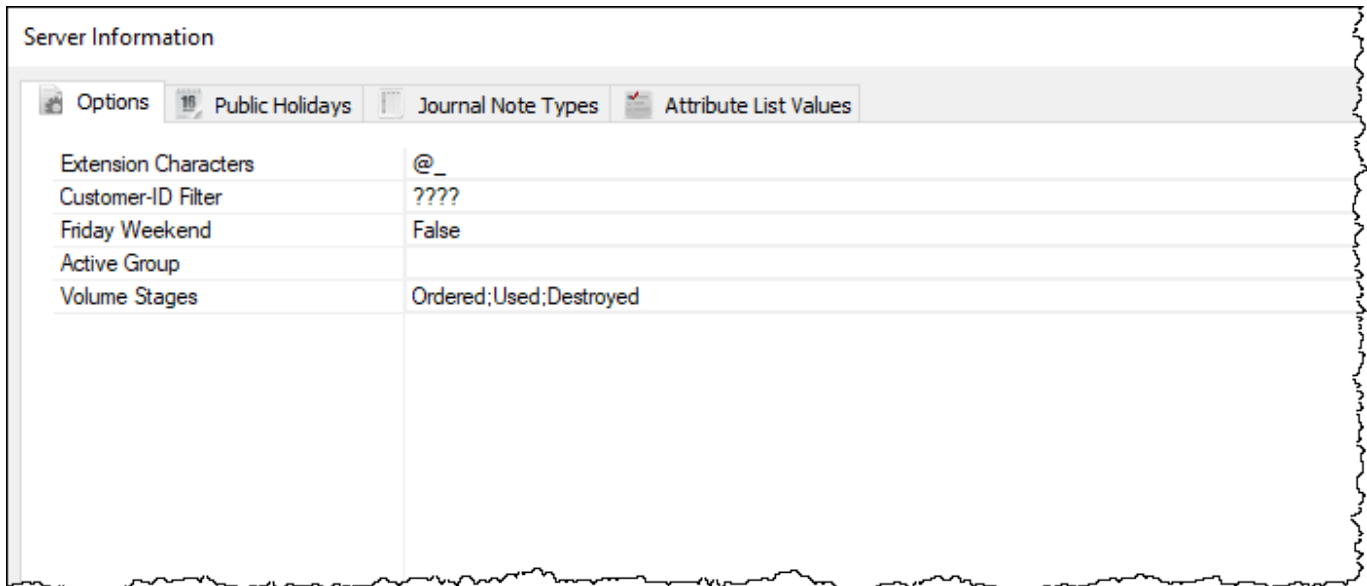 Server Information
Options Public Holidays Journal Note Types Attribute List Values
Extension Characters @_
Customer-ID Filter ????
Friday Weekend False
Active Group
Volume Stages Ordered;Used;Destroyed